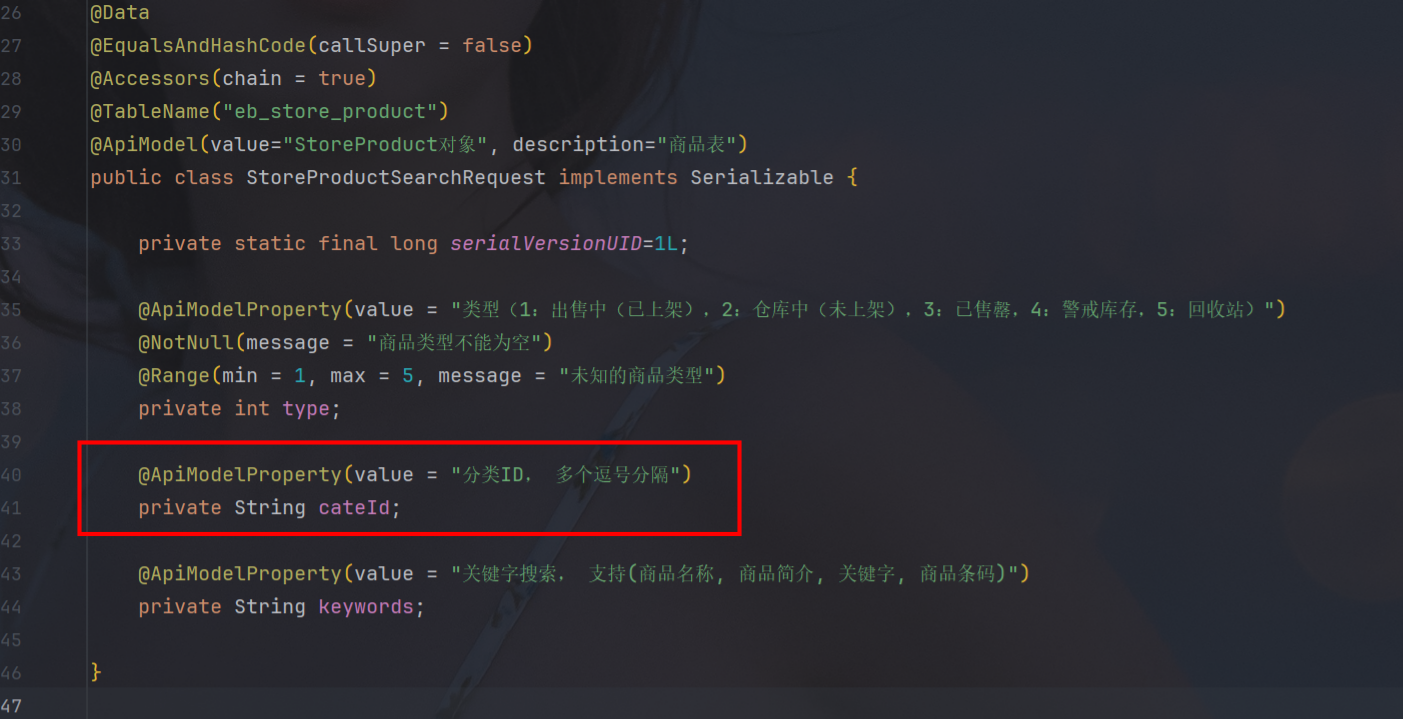 26 @Data
27 @EqualsAndHashCode(callSuper = false)
28 @Accessors(chain = true)
29 @TableName("eb_store_product")
30 @ApiModel(value="StoreProduct对象", description="商品表")
31 public class StoreProductSearchRequest implements Serializable {
32
33 private static final long serialVersionUID=1L;
34
35 @ApiModelProperty(value = "类型（1：出售中（已上架），2：仓库中（未上架），3：已售罄，4：警戒库存，5：回收站）")
36 @NotNull(message = "商品类型不能为空")
37 @Range(min = 1, max = 5, message = "未知的商品类型")
38 private int type;
39
40 @ApiModelProperty(value = "分类ID， 多个逗号分隔")
41 private String cateId;
42
43 @ApiModelProperty(value = "关键字搜索， 支持(商品名称, 商品简介, 关键字, 商品条码)")
44 private String keywords;
45
46 }
47